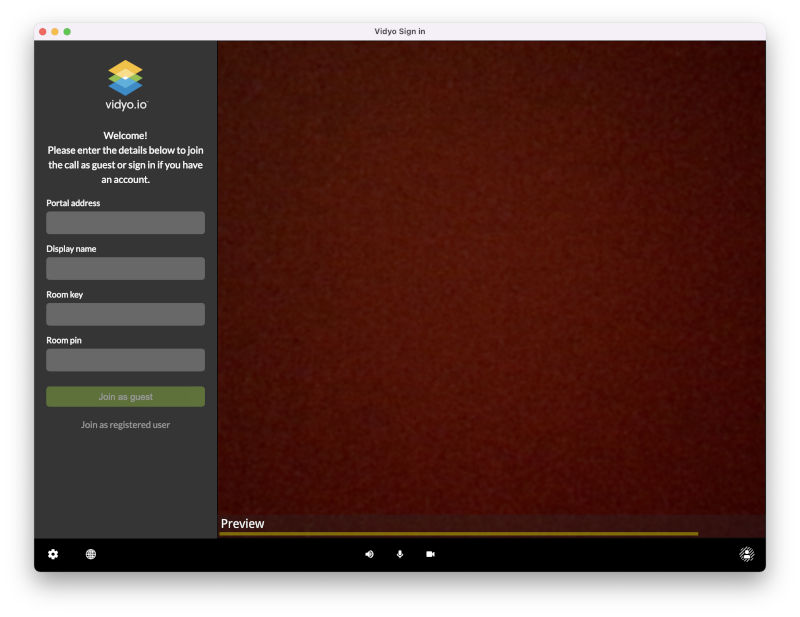 Vidyo Sign in
vidyo.io
Welcome!
Please enter the details below to join
the call as guest or sign in if you have
an account.
Portal address
Display name
Room key
Room pin
Join as guest
Join as registered user
Preview